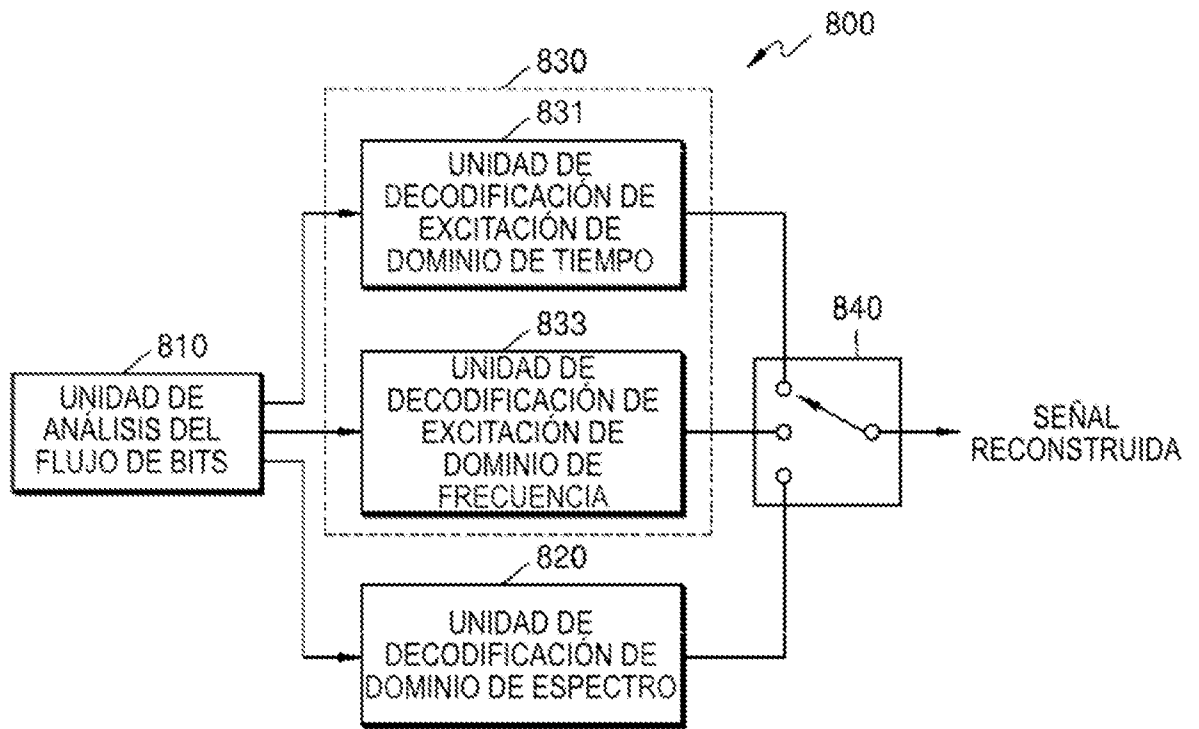 800
830
831
UNIDAD DE
DECODIFICACIÓN DE
EXCITACIÓN DE
DOMINIO DE TIEMPO
810
UNIDAD DE
ANÁLISIS DEL
FLUJO DE BITS
833
UNIDAD DE
DECODIFICACIÓN DE
EXCITACIÓN DE
DOMINIO DE
FRECUENCIA
840
SEÑAL
RECONSTRUIDA
820
UNIDAD DE
DECODIFICACIÓN DE
DOMINIO DE ESPECTRO